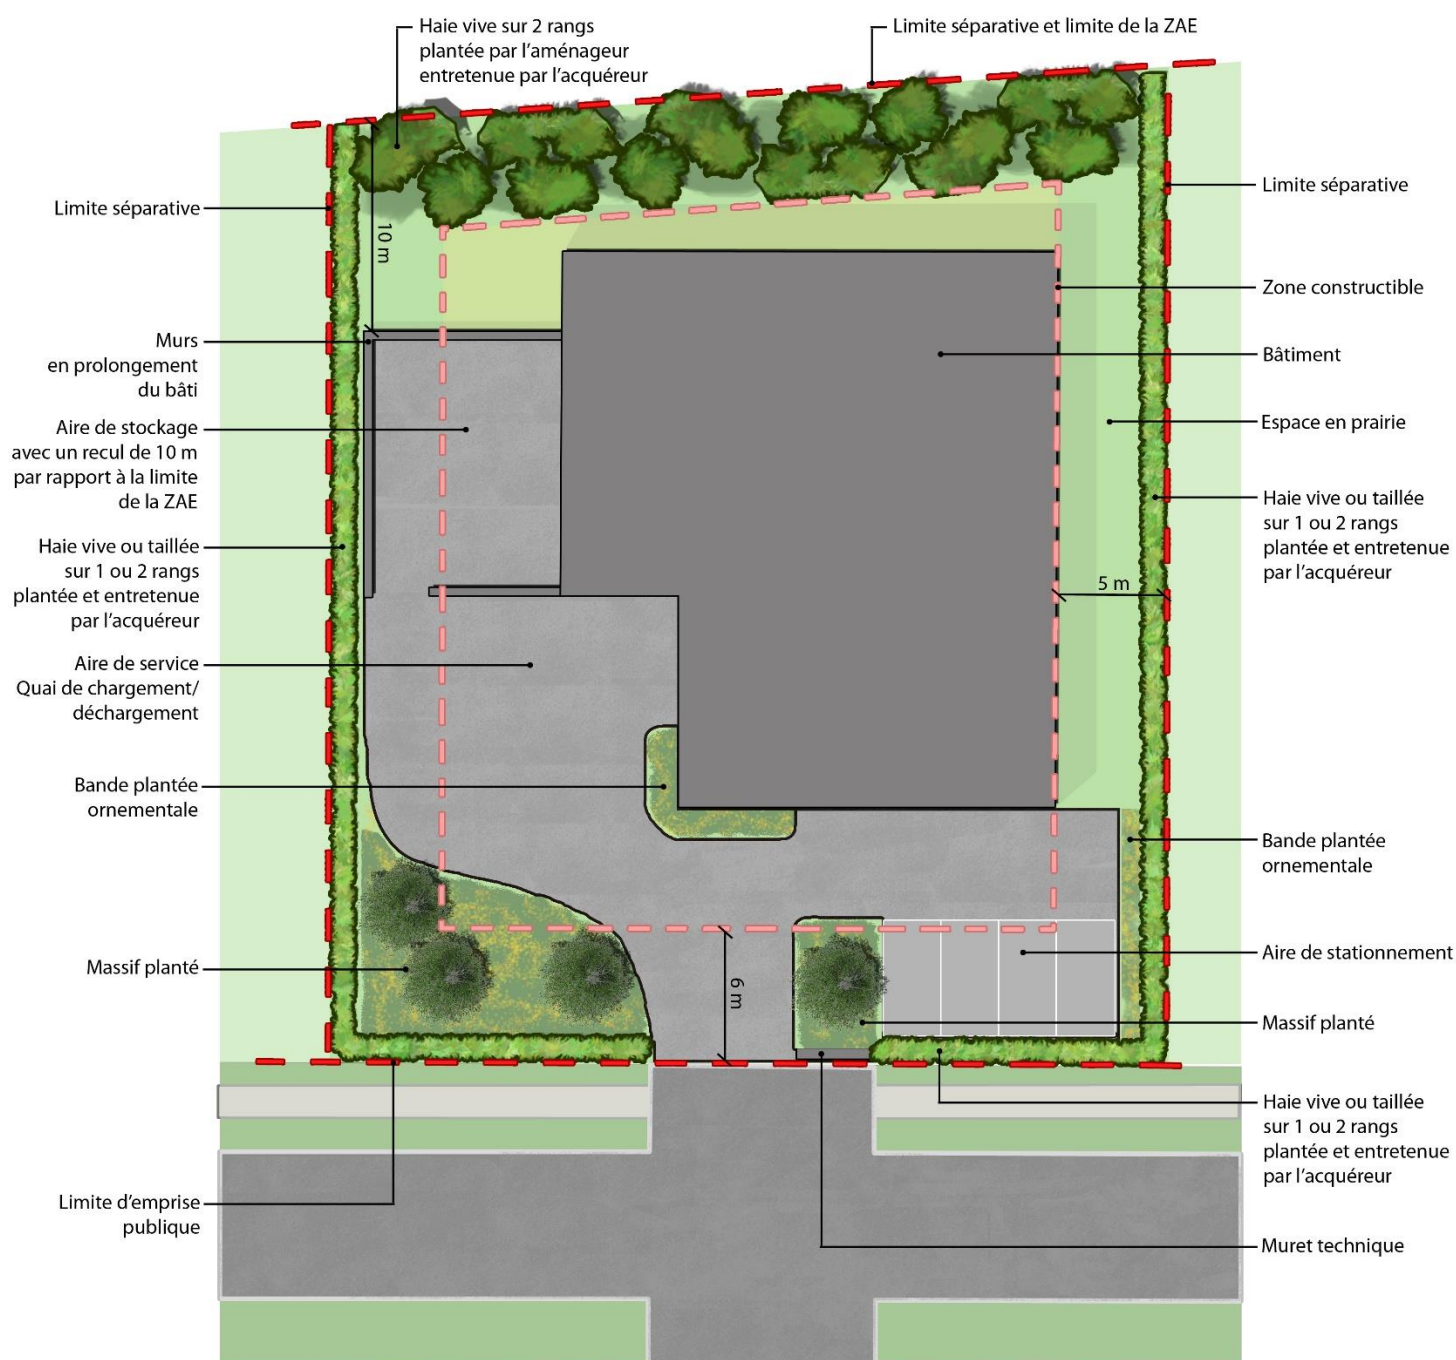 Haie vive sur 2 rangs
plantée par l'aménageur
entretenue par l'acquéreur
Limite séparative et limite de la ZAE
Limite séparative
10 m
Murs
en prolongement
du bâti
Aire de stockage
avec un recul de 10 m
par rapport à la limite
de la ZAE
Haie vive ou taillée
sur 1 ou 2 rangs
plantée et entretenue
par l'acquéreur
Aire de service
Quai de chargement/
déchargement
Bande plantée
ornementale
Massif planté
Limite d'emprise
publique
Limite séparative
Zone constructible
Bâtiment
Espace en prairie
Haie vive ou taillée
sur 1 ou 2 rangs
plantée et entretenue
par l'acquéreur
5 m
Bande plantée
ornementale
Aire de stationnement
6 m
Massif planté
Haie vive ou taillée
sur 1 ou 2 rangs
plantée et entretenue
par l'acquéreur
Muret technique